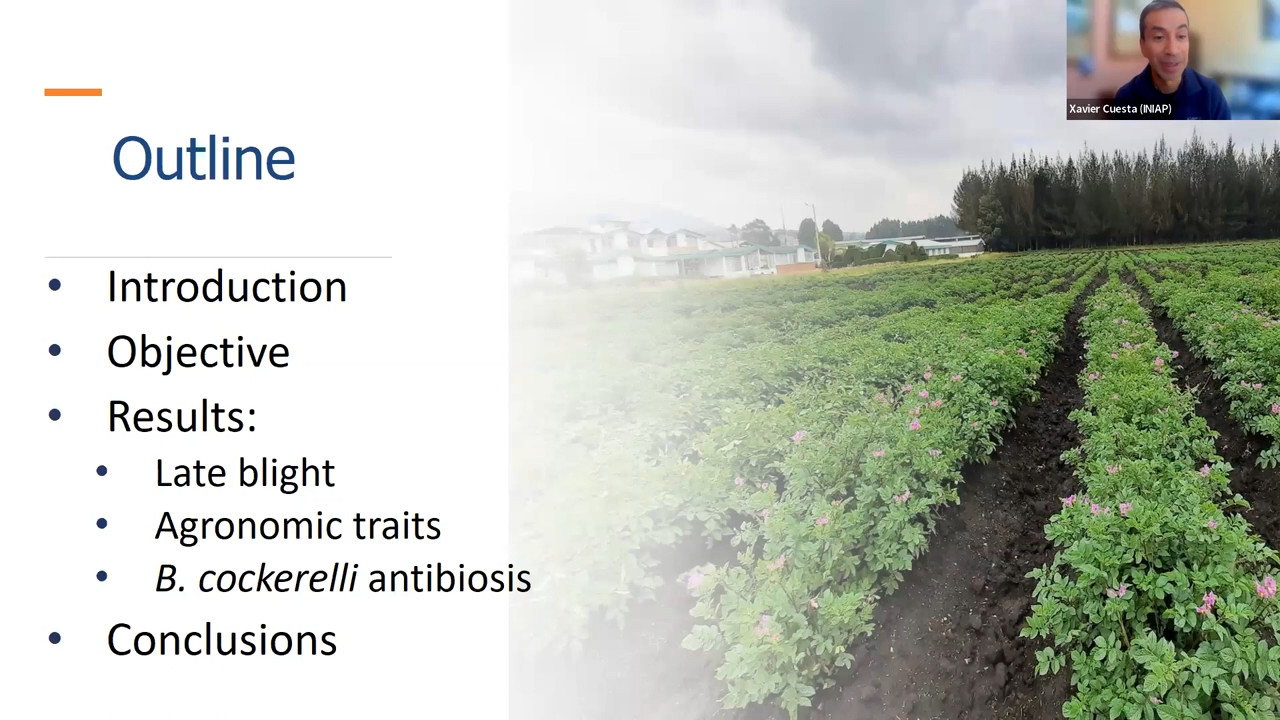 Xavier Cuesta (INIAP)
Outline
• Introduction
• Objective
• Results:
• Late blight
• Agronomic traits
• B. cockerelli antibiosis
• Conclusions